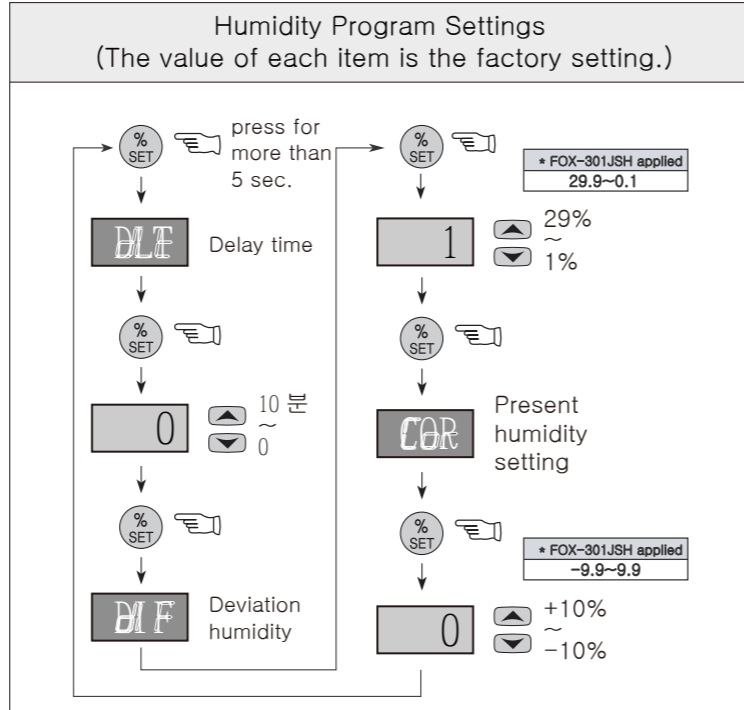 Humidity Program Settings
(The value of each item is the factory setting.)
%
SET
press for
more than
5 sec.
DLT
Delay time
%
SET
0
10 분
~
0
%
SET
DIF
Deviation
humidity
%
SET
* FOX-301JSH applied
29.9~0.1
1
29%
~
1%
%
SET
COR
Present
humidity
setting
%
SET
* FOX-301JSH applied
-9.9~9.9
0
+10%
~
-10%